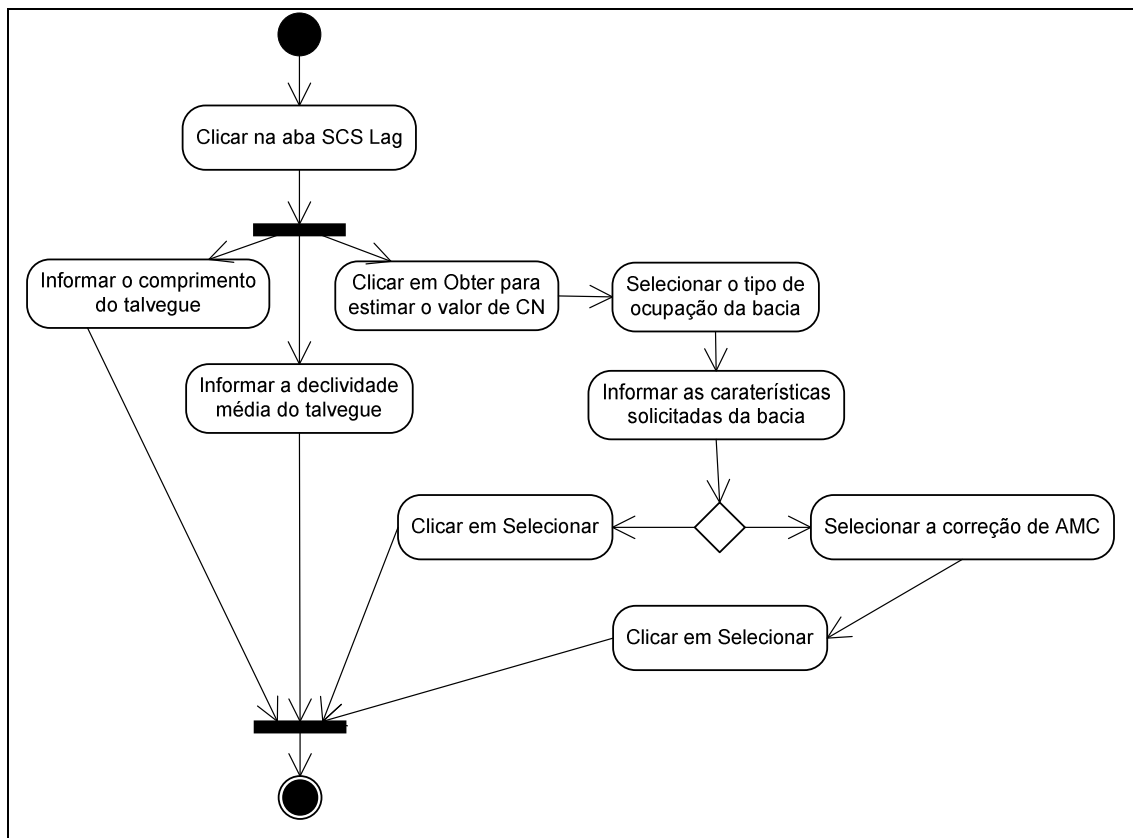 Clicar na aba SCS Lag
Informar o comprimento
do talvegue
Clicar em Obter para
estimar o valor de CN
Selecionar o tipo de
ocupação da bacia
Informar a declividade
média do talvegue
Informar as caraterísticas
solicitadas da bacia
Clicar em Selecionar
Selecionar a correção de AMC
Clicar em Selecionar